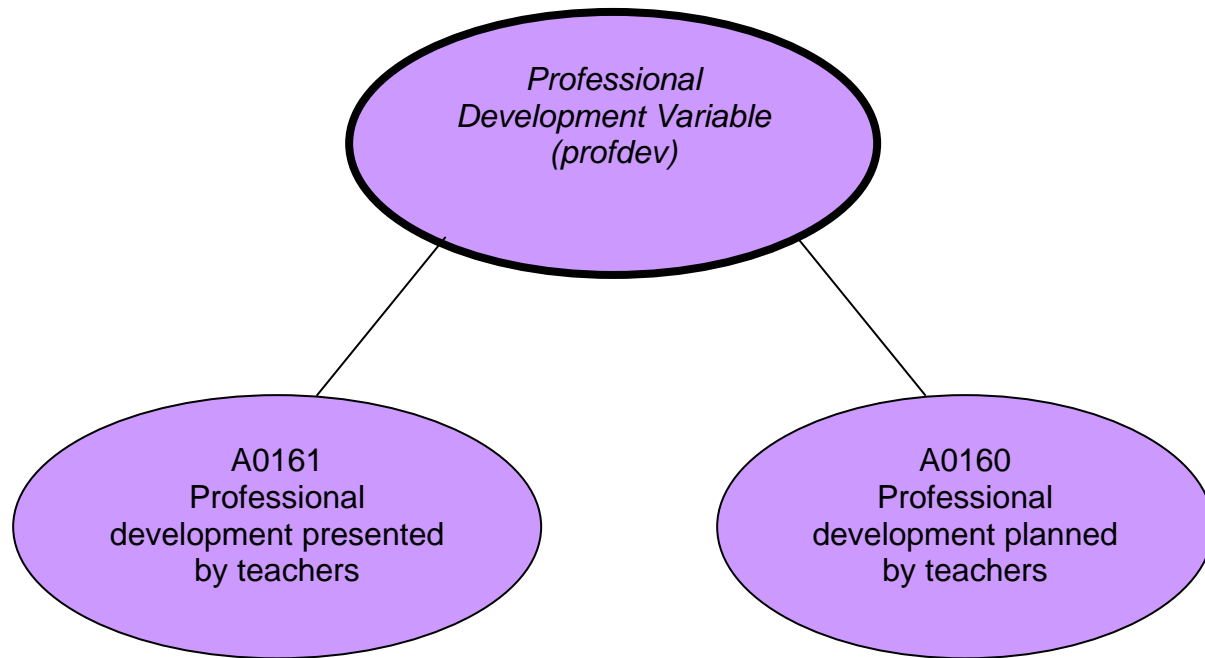 Professional
Development Variable
(profdev)
A0161
Professional
development presented
by teachers
A0160
Professional
development planned
by teachers